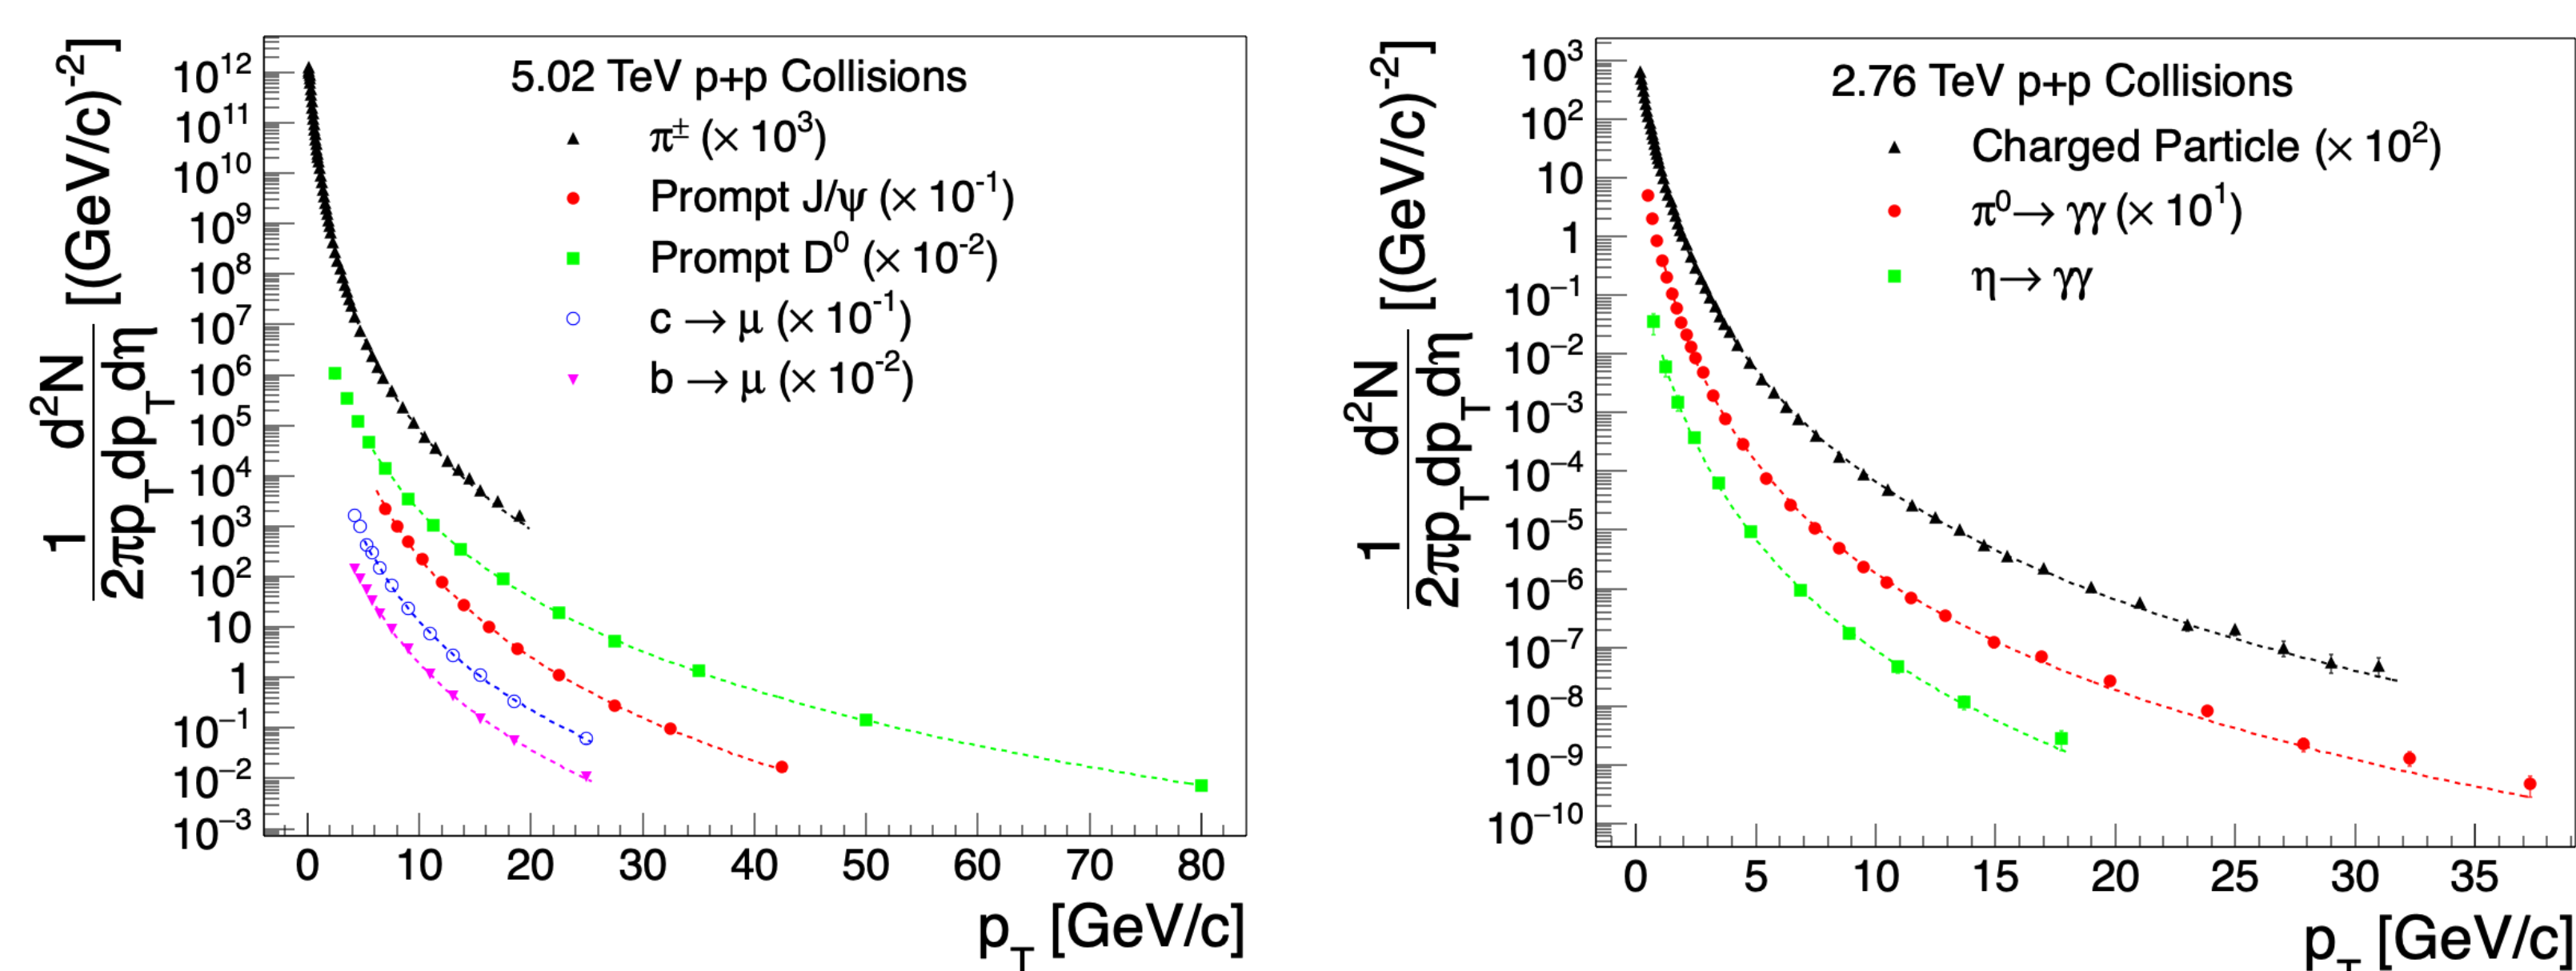 5.02 TeV p+p Collisions
π± (× 10³)
Prompt J/ψ (× 10⁻¹)
Prompt D⁰ (× 10⁻²)
c → μ (× 10⁻¹)
b → μ (× 10⁻²)
1/(2πp_T) d²N/(dp_T dη) [(GeV/c)⁻²]
10¹²
10¹¹
10¹⁰
10⁹
10⁸
10⁷
10⁶
10⁵
10⁴
10³
10²
10
1
10⁻¹
10⁻²
10⁻³
0 10 20 30 40 50 60 70 80
p_T [GeV/c]
2.76 TeV p+p Collisions
Charged Particle (× 10²)
π⁰→ γγ (× 10¹)
η→ γγ
1/(2πp_T) d²N/(dp_T dη) [(GeV/c)⁻²]
10³
10²
10
1
10⁻¹
10⁻²
10⁻³
10⁻⁴
10⁻⁵
10⁻⁶
10⁻⁷
10⁻⁸
10⁻⁹
10⁻¹⁰
0 5 10 15 20 25 30 35
p_T [GeV/c]